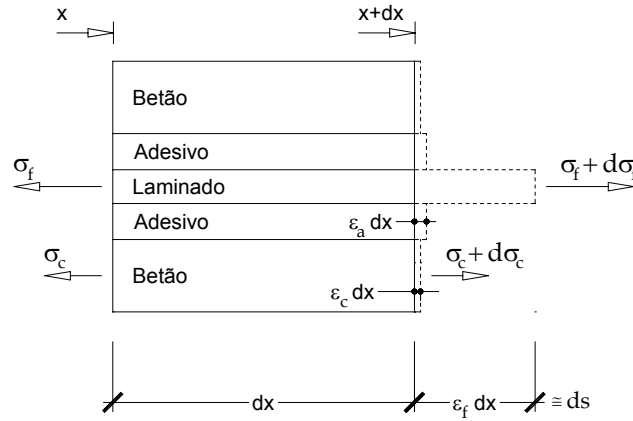 x x+dx
Betão
Adesivo
σf σf + dσf
Laminado
Adesivo εa dx
σc σc + dσc
Betão
εc dx
dx εf dx ≅ ds